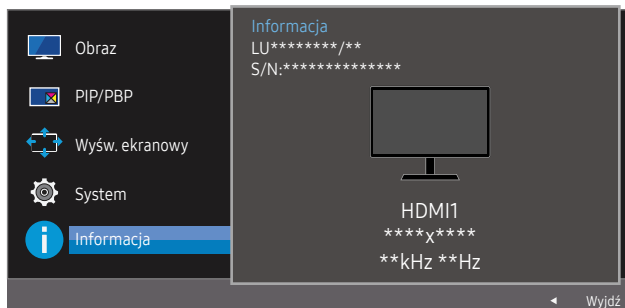 Obraz
PIP/PBP
Wyśw. ekranowy
System
Informacja
Informacja
LU********/**
S/N:**************
HDMI1
****x****
**kHz **Hz
Wyjdź